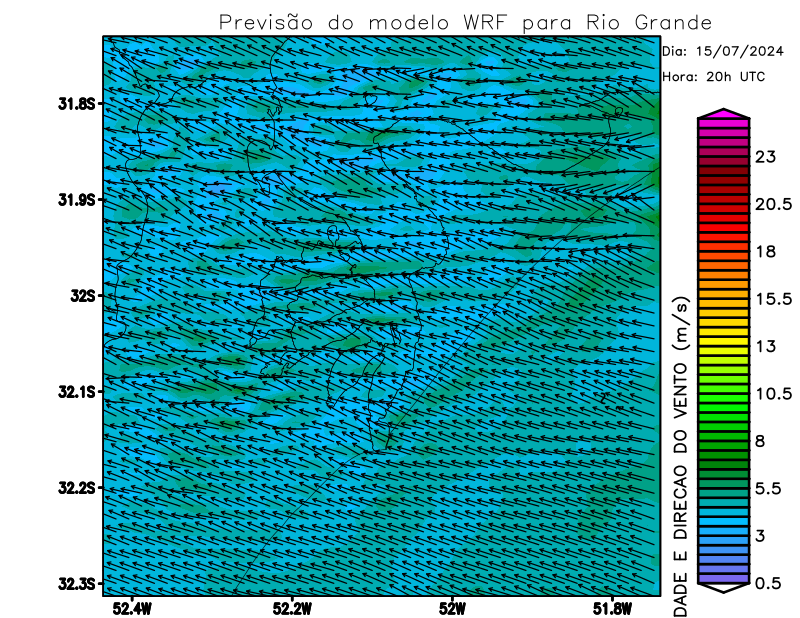 Previsão do modelo WRF para Rio Grande
Dia: 15/07/2024
Hora: 20h UTC
31.8S
31.9S
32S
32.1S
32.2S
32.3S
52.4W
52.2W
52W
51.8W
23
20.5
18
15.5
13
10.5
8
5.5
3
0.5
DADE E DIRECAO DO VENTO (m/s)